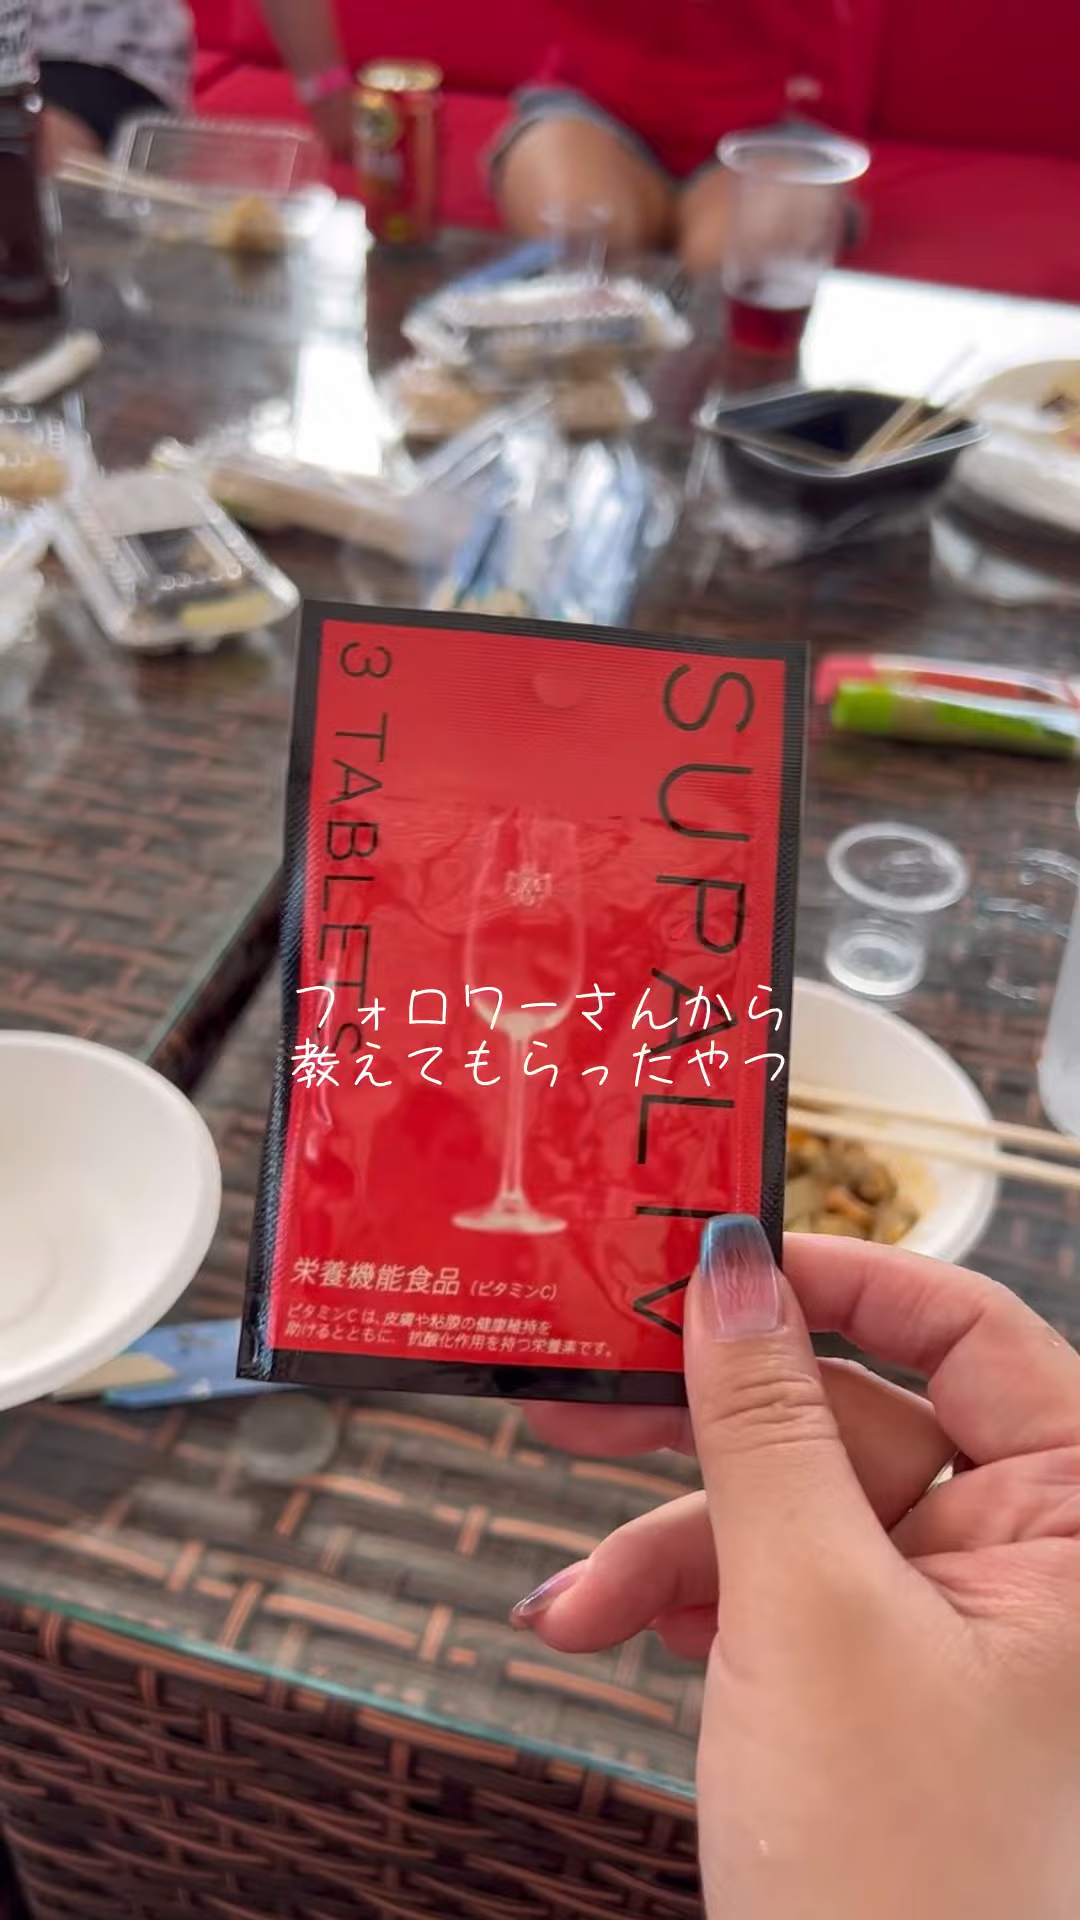 3 TABLETS
SUPALIV
フォロワーさんから
教えてもらったやつ
栄養機能食品（ビタミンC）
ビタミンC は、皮膚や粘膜の健康維持を
助けるとともに、抗酸化作用を持つ栄養素です。